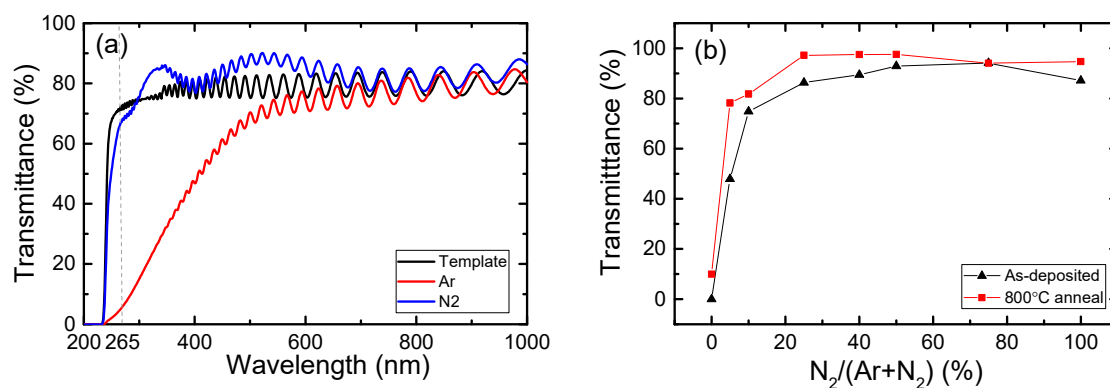 (a)
Transmittance (%)
100
80
60
40
20
0
Template
Ar
N2
200 265 400 600 800 1000
Wavelength (nm)
(b)
Transmitttance (%)
100
80
60
40
20
0
As-deposited
800°C anneal
0 20 40 60 80 100
N₂/(Ar+N₂) (%)